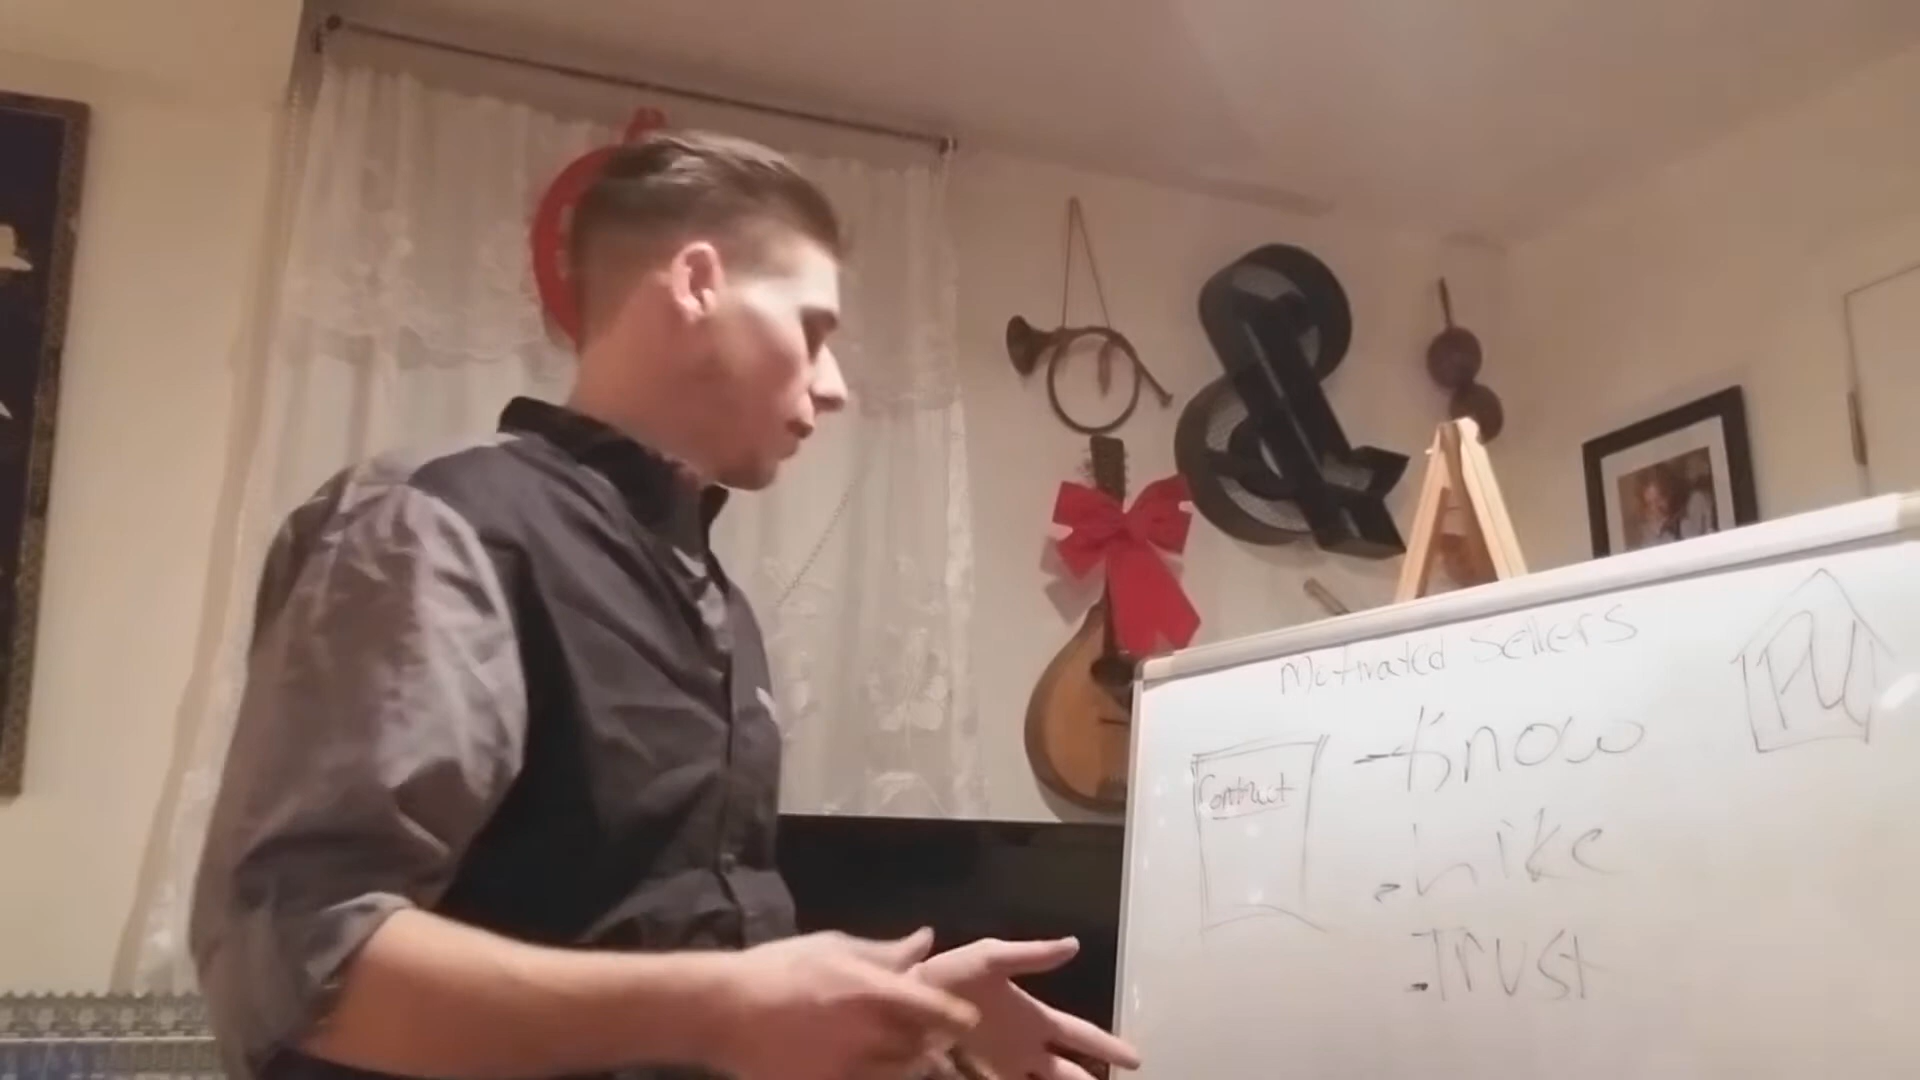 Motivated Sellers
Contract
-Know
-Like
-Trust